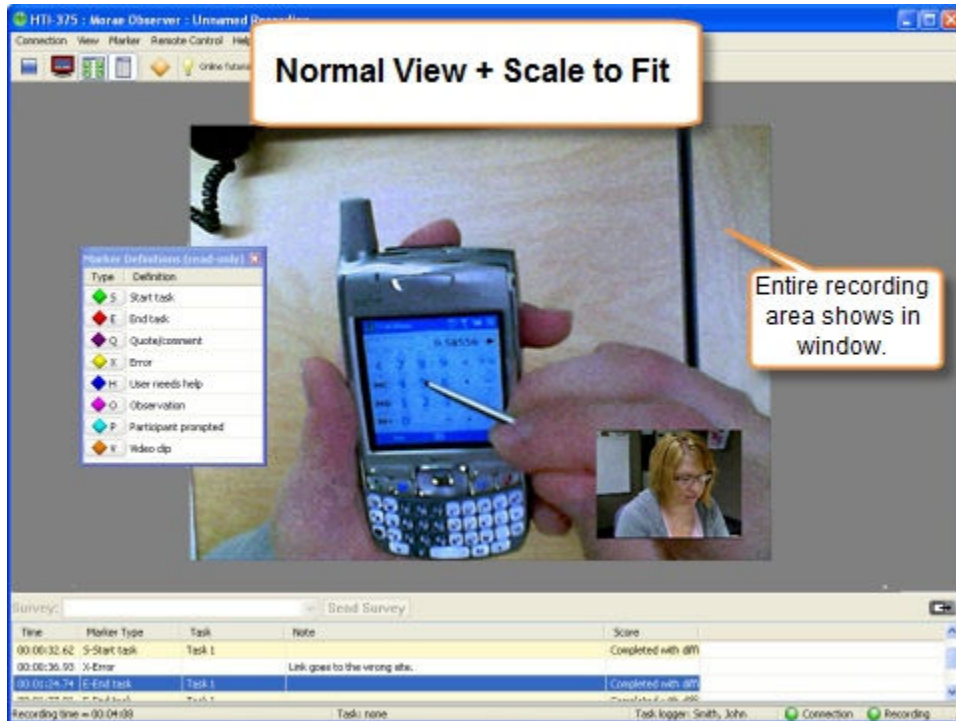 HTI-375 : Morae Observer : Unnamed Recording
Connection View Marker Remote Control Help
Normal View + Scale to Fit
Online Tutorial
Marker Definitions (read-only)
Type Definition
S Start task
E End task
Q Quote/comment
X Error
H User needs help
O Observation
P Participant prompted
V Video clip
Entire recording
area shows in
window.
Survey: Send Survey
Time Marker Type Task Note Score
00:00:32.62 S-Start task Task 1 Completed with diffi
00:00:36.93 X-Error Link goes to the wrong site.
00:01:34.74 E-End task Task 1 Completed with diffi
Recording time = 00:04:08 Task: none Task logger: Smith, John Connection Recording